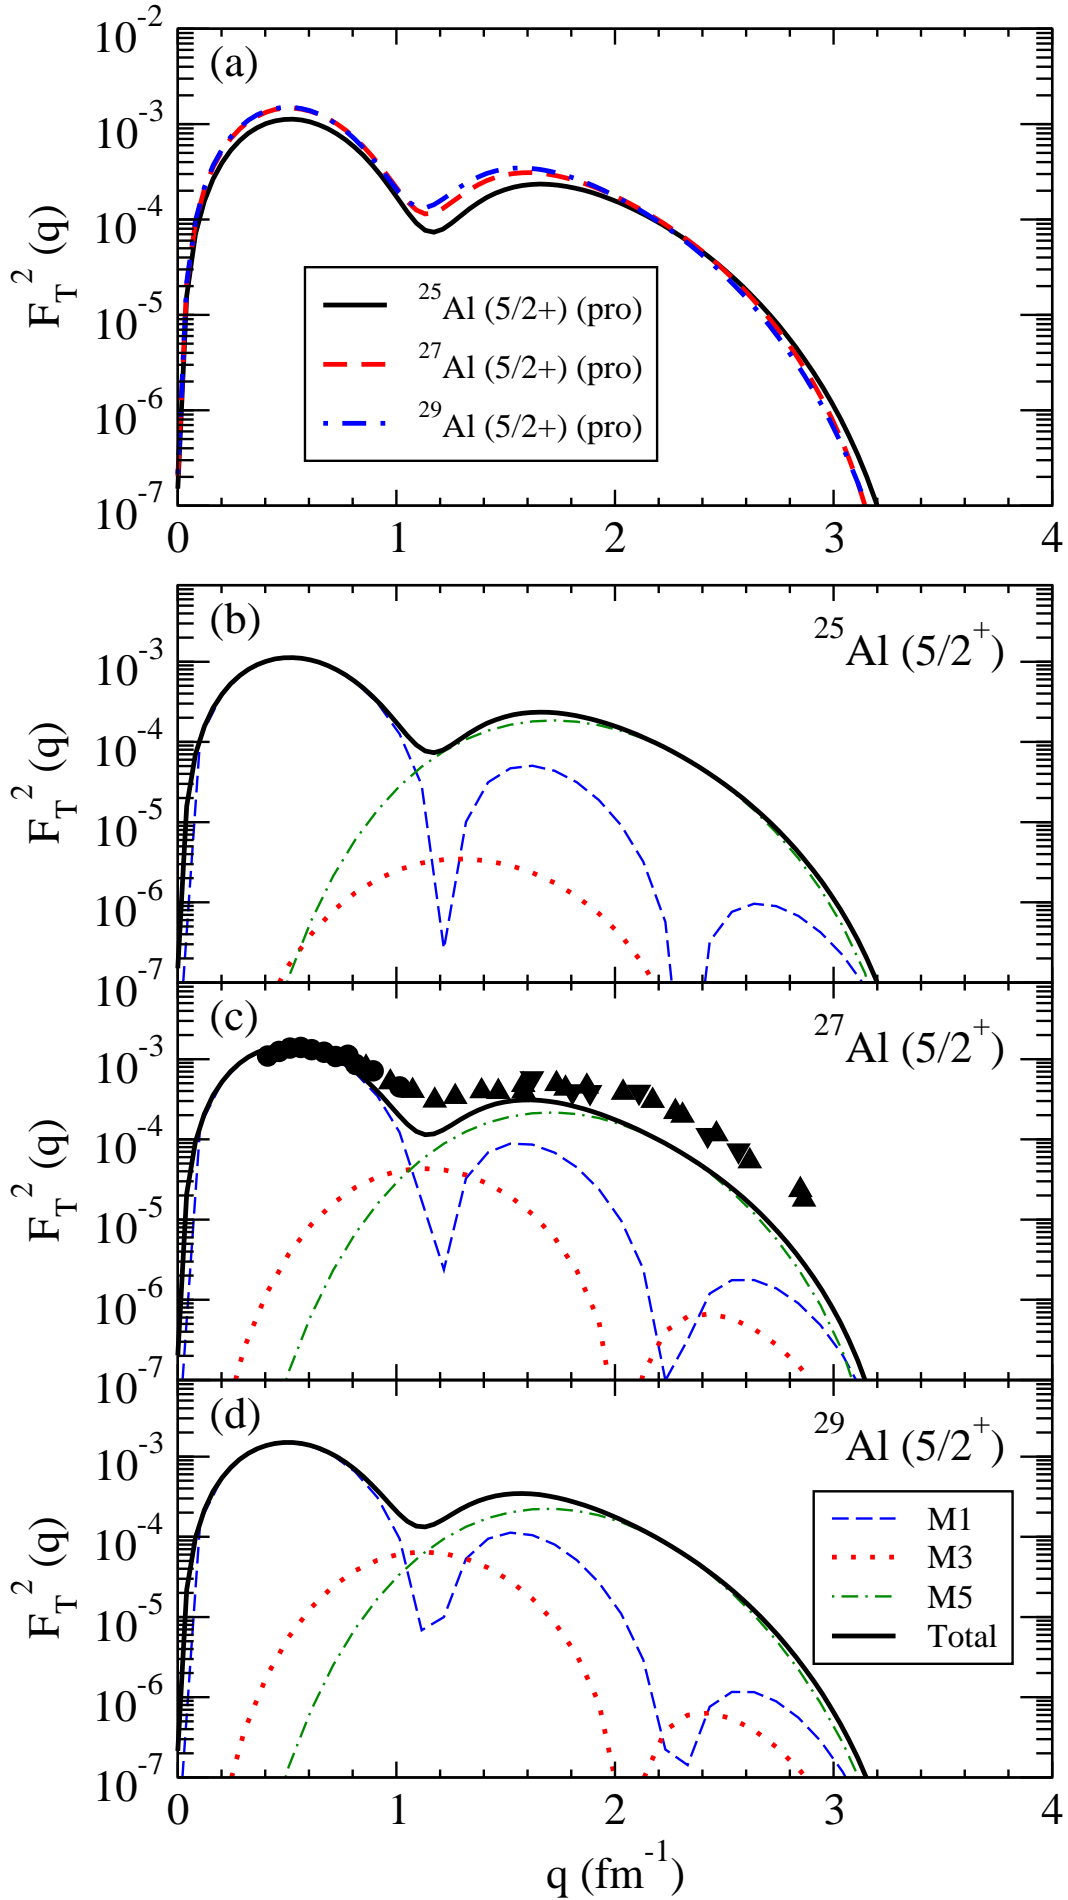 10^-2
(a)
10^-3
10^-4
10^-5
10^-6
10^-7
F_T^2 (q)
^25Al (5/2+) (pro)
^27Al (5/2+) (pro)
^29Al (5/2+) (pro)
0 1 2 3 4
(b)
^25Al (5/2^+)
10^-3
10^-4
10^-5
10^-6
10^-7
F_T^2 (q)
(c)
^27Al (5/2^+)
10^-3
10^-4
10^-5
10^-6
10^-7
F_T^2 (q)
(d)
^29Al (5/2^+)
10^-3
10^-4
10^-5
10^-6
10^-7
F_T^2 (q)
M1
M3
M5
Total
0 1 2 3 4
q (fm^-1)